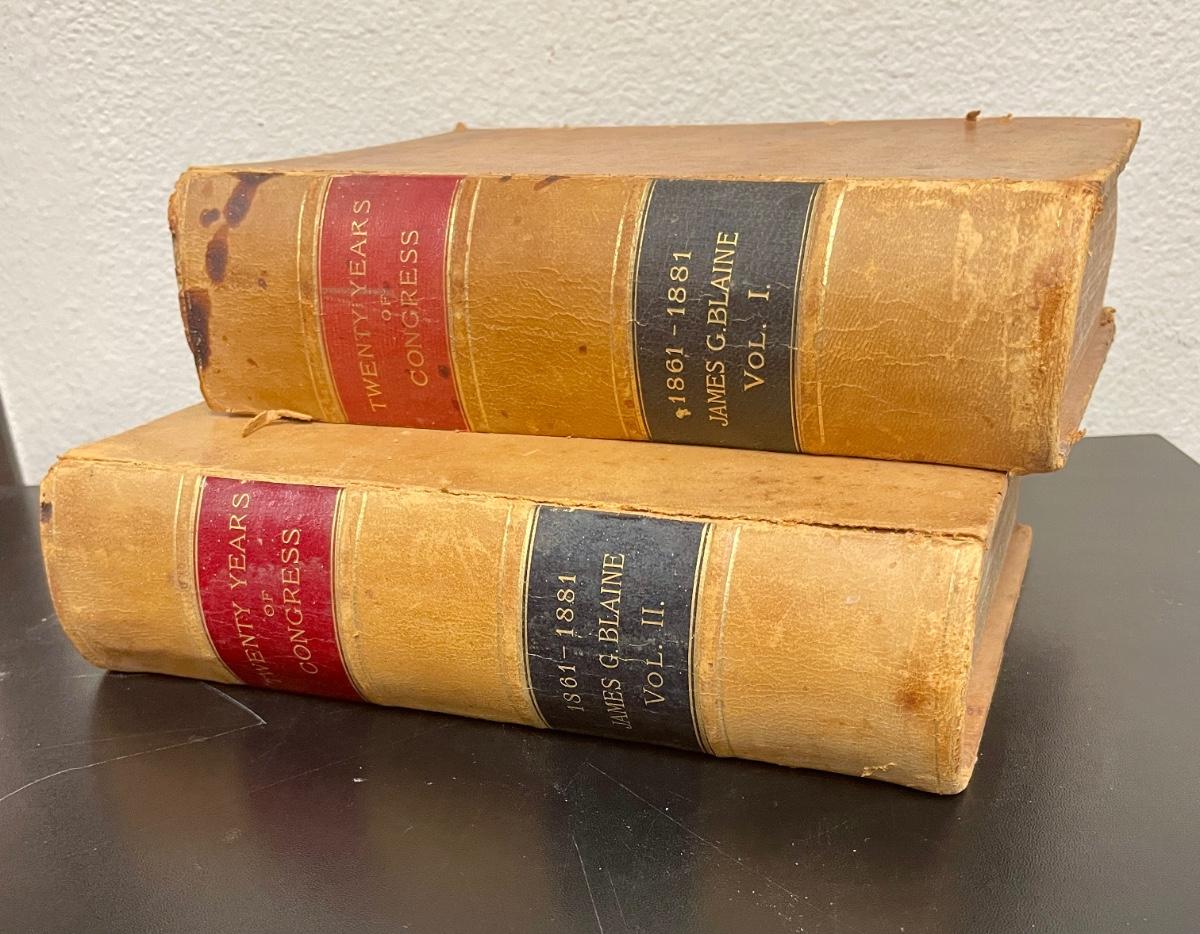 TWENTY YEARS
OF
CONGRESS
1861-1881
JAMES G. BLAINE
VOL. I.
TWENTY YEARS
OF
CONGRESS
1861-1881
JAMES G. BLAINE
VOL. II.